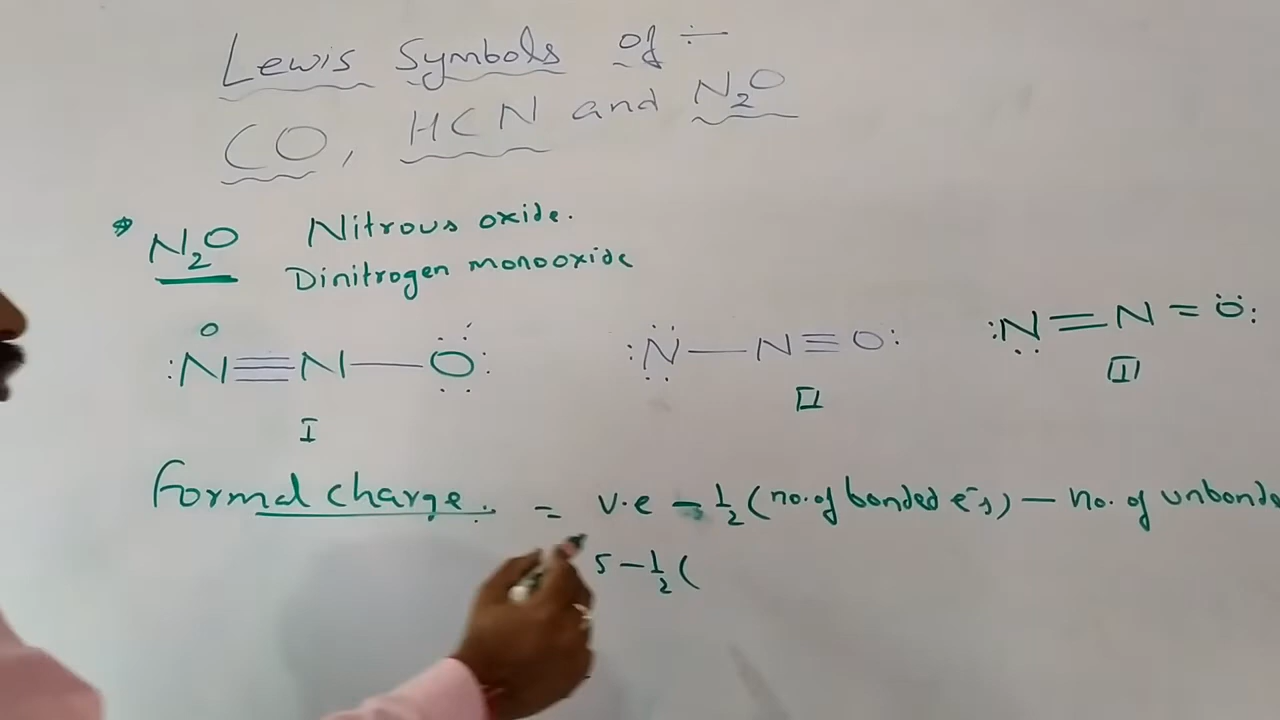 Lewis Symbols of :-
CO, HCN and N₂O
* N₂O Nitrous oxide.
Dinitrogen monooxide
0
:N≡N—Ö: :N̈—N≡O: :N=N=Ö:
I II III
Formal charge. = v.e - ½ (no. of bonded e⁻s) — no. of unbonde
5 - ½ (